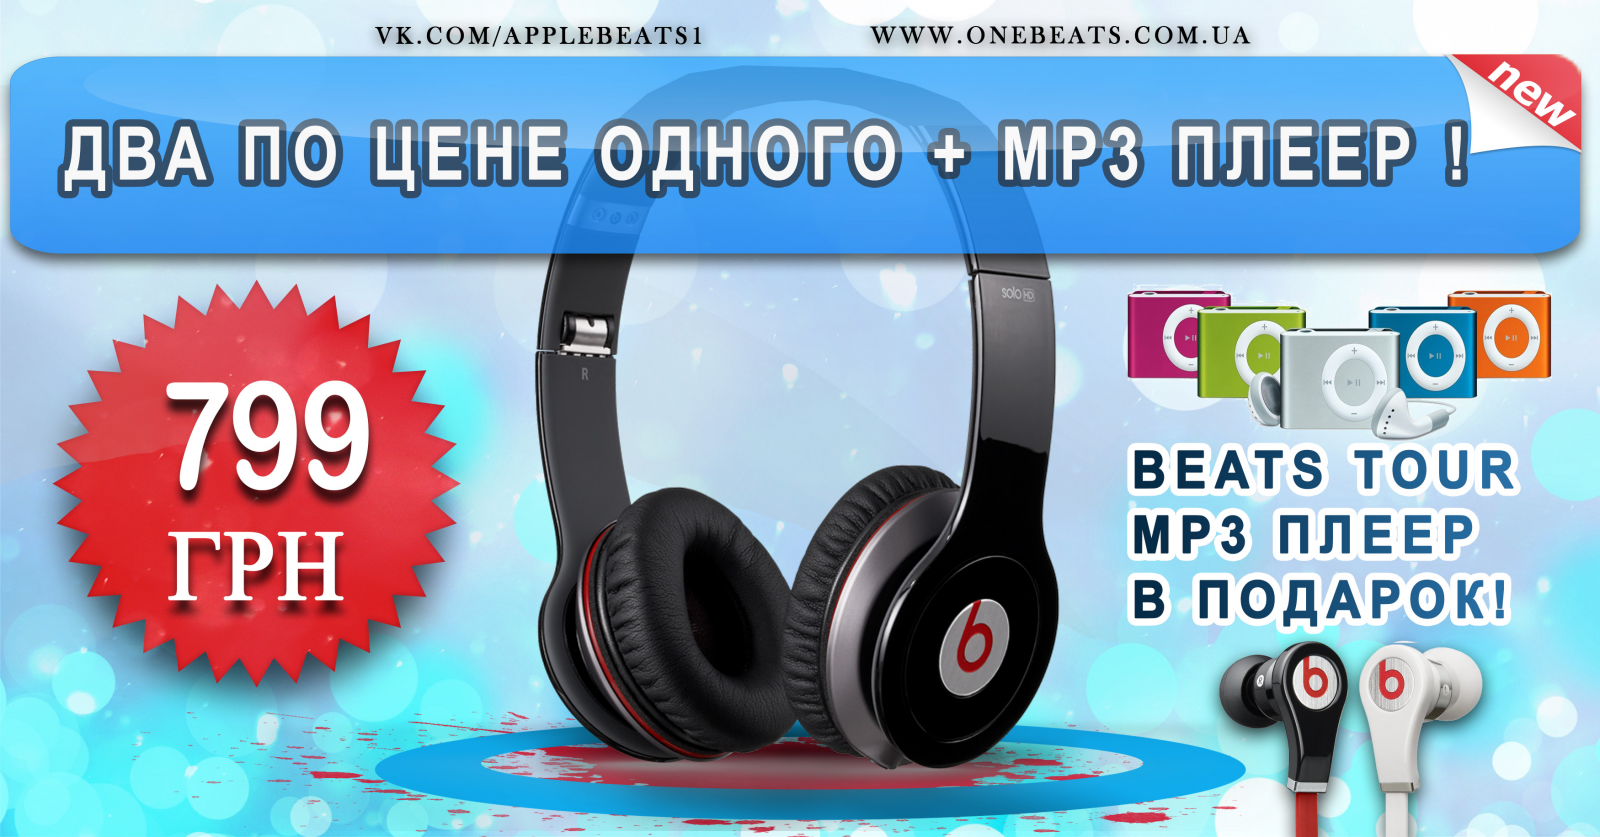 VK.COM/APPLEBEATS1
WWW.ONEBEATS.COM.UA
new
ДВА ПО ЦЕНЕ ОДНОГО + MP3 ПЛЕЕР !
solo HD
R
799
ГРН
BEATS TOUR
MP3 ПЛЕЕР
В ПОДАРОК!